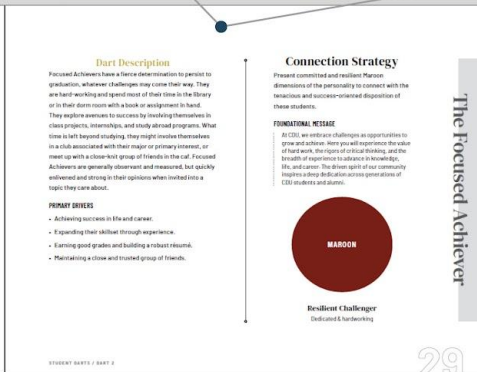 Dart Description
Focused Achievers have a fierce determination to persist to
graduation, whatever challenges may come their way. They
are hard-working and spend most of their time in the library
or in their dorm room with a book or assignment in hand.
They explore avenues to success by involving themselves in
class projects, internships, and study abroad programs. What
time is left beyond studying, they might involve themselves
in a club associated with their major or primary interest, or
meet up with a close-knit group of friends in the caf. Focused
Achievers are generally observant and measured, but quickly
enlivened and strong in their opinions when invited into a
topic they care about.
PRIMARY DRIVERS
• Achieving success in life and career.
• Expanding their skillset through experience.
• Earning good grades and building a robust résumé.
• Maintaining a close and trusted group of friends.
STUDENT DARTS / DART 2
Connection Strategy
Present committed and resilient Maroon
dimensions of the personality to connect with the
tenacious and success-oriented disposition of
these students.
FOUNDATIONAL MESSAGE
At CDU, we embrace challenges as opportunities to
grow and achieve. Here you will experience the value
of hard work, the rigors of critical thinking, and the
breadth of experience to advance in knowledge,
life, and career. The driven spirit of our community
inspires a deep dedication across generations of
CDU students and alumni.
MAROON
Resilient Challenger
Dedicated & hardworking
The Focused Achiever
29